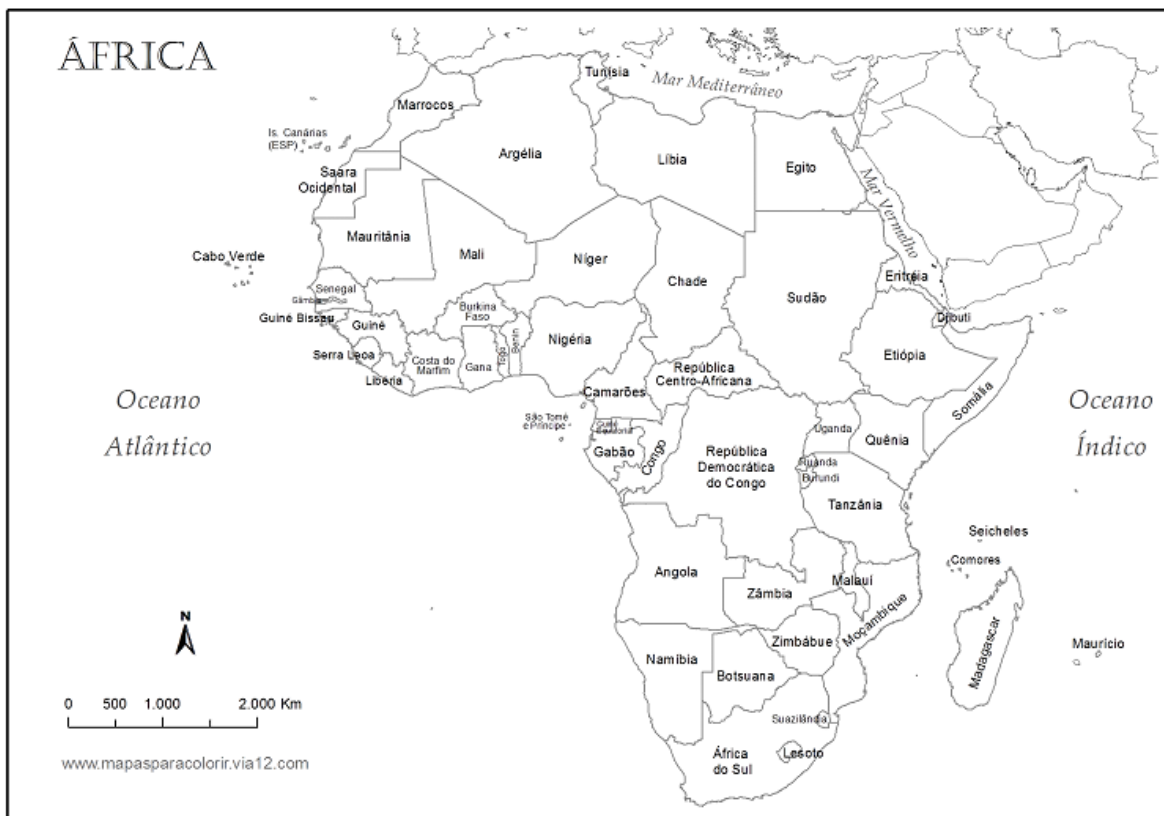 ÁFRICA
Tunísia
Mar Mediterrâneo
Marrocos
Is. Canárias
(ESP)
Argélia
Líbia
Egito
Saara
Ocidental
Mar Vermelho
Mauritânia
Mali
Níger
Chade
Sudão
Eritréia
Cabo Verde
Senegal
Gâmbia
Guiné Bissau
Guiné
Burkina
Faso
Djibuti
Nigéria
Etiópia
Serra Leoa
Costa do
Marfim
Gana
Togo
Benin
Libéria
República
Centro-Africana
Camarões
Somália
Oceano
Atlântico
Oceano
Índico
São Tomé
e Príncipe
Guiné
Equatorial
Gabão
Congo
Uganda
Quênia
República
Democrática
do Congo
Ruanda
Burundi
Tanzânia
Seicheles
Comores
Angola
Zâmbia
Malauí
Moçambique
Madagascar
Maurício
N
Zimbábue
Namíbia
Botsuana
0 500 1.000 2.000 Km
Suazilândia
África
do Sul
Lesoto
www.mapasparacolorir.via12.com